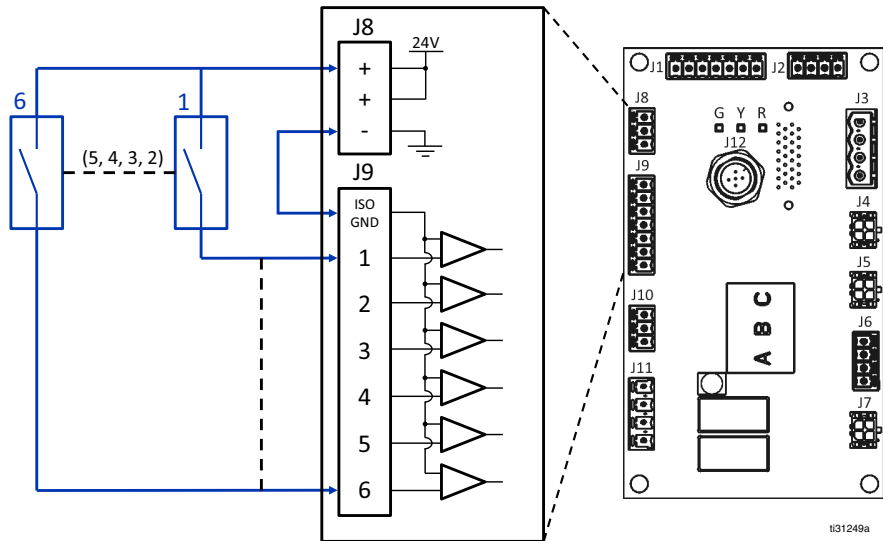 J8
24V
+
+
-
6
1
(5, 4, 3, 2)
J9
ISO
GND
1
2
3
4
5
6
J1
J2
J8
G Y R
J3
J12
J9
J4
J5
J10
A B C
J6
J11
J7
ti31249a